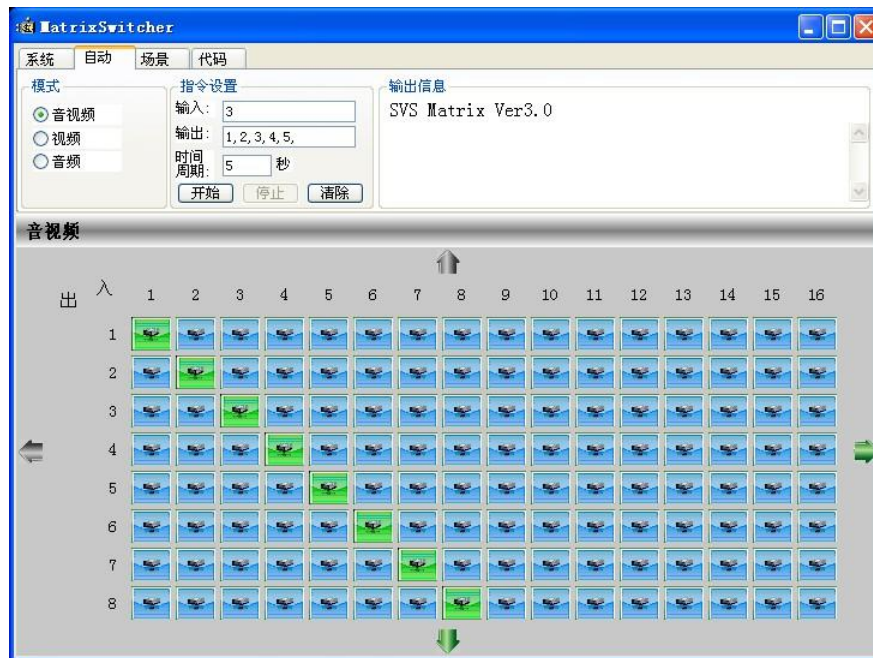 MatrixSwitcher
系统 自动 场景 代码
模式
音视频
视频
音频
指令设置
输入: 3
输出: 1,2,3,4,5,
时间周期: 5 秒
开始 停止 清除
输出信息
SVS Matrix Ver3.0
音视频
出 入 1 2 3 4 5 6 7 8 9 10 11 12 13 14 15 16
1
2
3
4
5
6
7
8